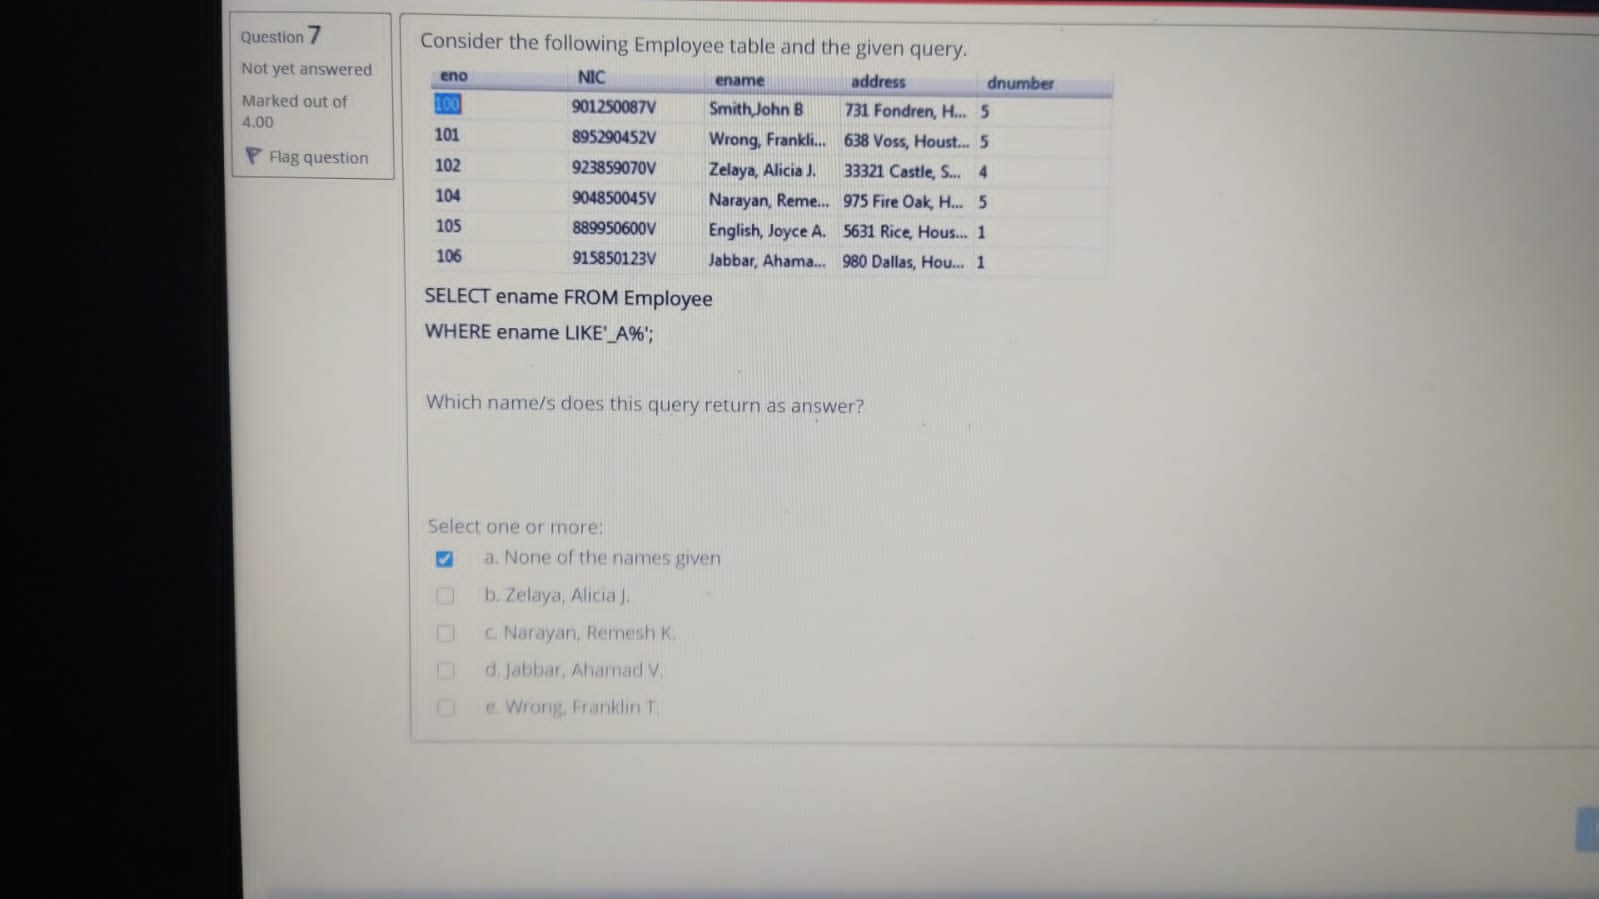 Question 7
Not yet answered
Marked out of
4.00
Flag question
Consider the following Employee table and the given query.
eno NIC ename address dnumber
100 901250087V Smith,John B 731 Fondren, H... 5
101 895290452V Wrong, Frankli... 638 Voss, Houst... 5
102 923859070V Zelaya, Alicia J. 33321 Castle, S... 4
104 904850045V Narayan, Reme... 975 Fire Oak, H... 5
105 889950600V English, Joyce A. 5631 Rice, Hous... 1
106 915850123V Jabbar, Ahama... 980 Dallas, Hou... 1
SELECT ename FROM Employee
WHERE ename LIKE'_A%';
Which name/s does this query return as answer?
Select one or more:
a. None of the names given
b. Zelaya, Alicia J.
c. Narayan, Remesh K.
d. Jabbar, Ahamad V.
e. Wrong, Franklin T.